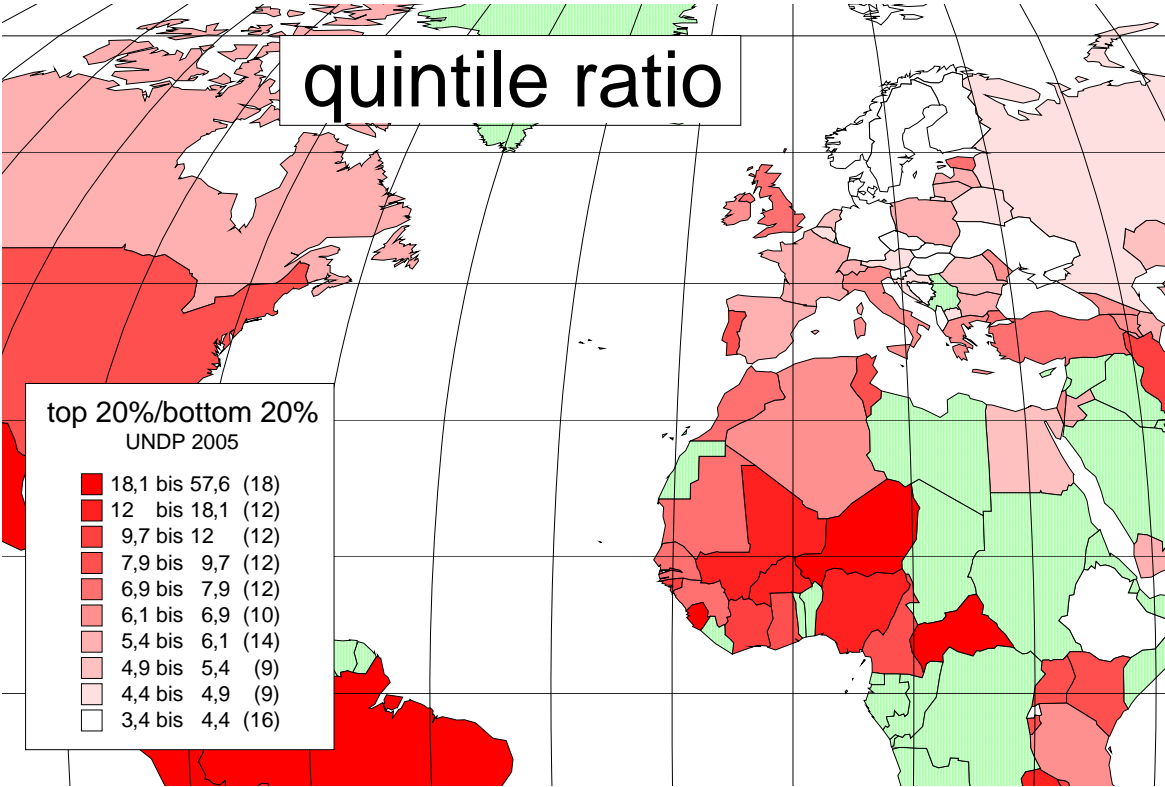 quintile ratio
top 20%/bottom 20%
UNDP 2005
18,1 bis 57,6 (18)
12 bis 18,1 (12)
9,7 bis 12 (12)
7,9 bis 9,7 (12)
6,9 bis 7,9 (12)
6,1 bis 6,9 (10)
5,4 bis 6,1 (14)
4,9 bis 5,4 (9)
4,4 bis 4,9 (9)
3,4 bis 4,4 (16)